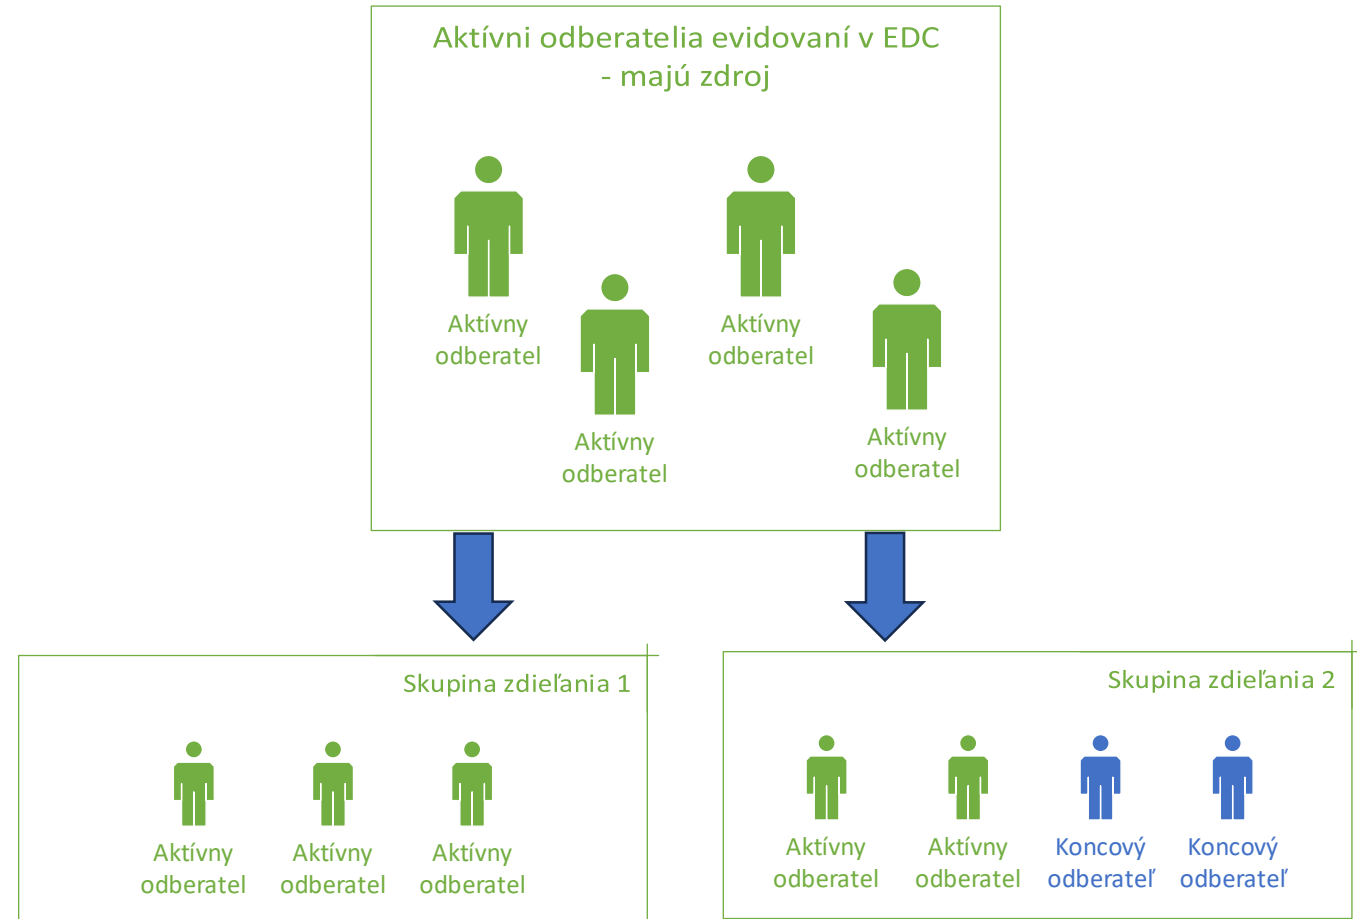 Aktívni odberatelia evidovaní v EDC
- majú zdroj
Aktívny
odberatel
Aktívny
odberatel
Aktívny
odberatel
Aktívny
odberatel
Skupina zdieľania 1
Aktívny
odberatel
Aktívny
odberatel
Aktívny
odberatel
Skupina zdieľania 2
Aktívny
odberatel
Aktívny
odberatel
Koncový
odberateľ
Koncový
odberateľ